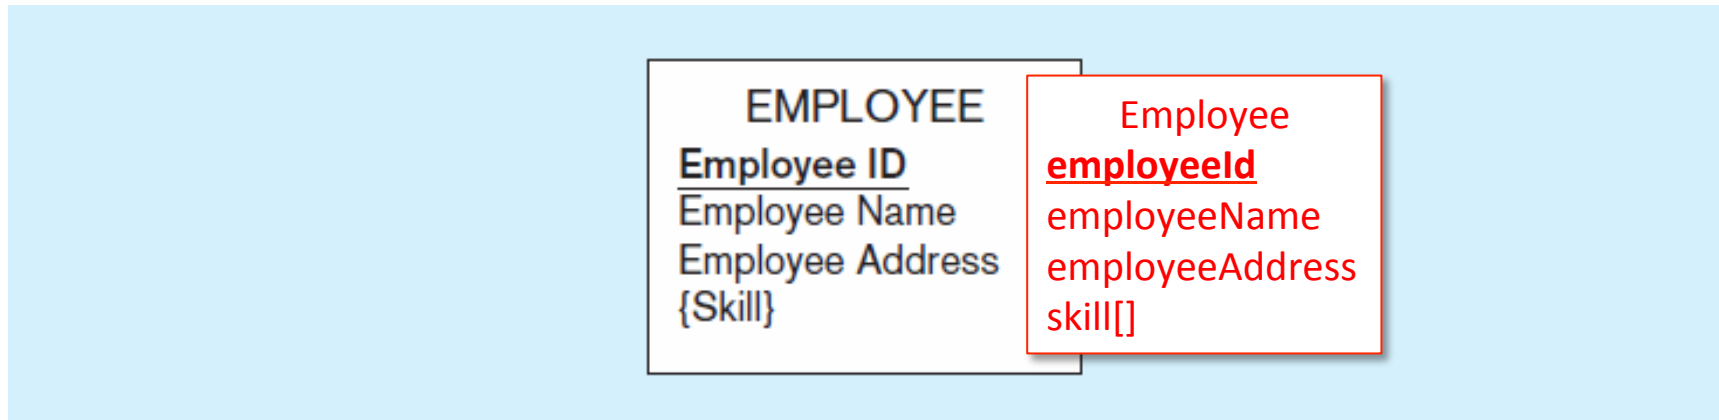 EMPLOYEE
Employee ID
Employee Name
Employee Address
{Skill}
Employee
employeeId
employeeName
employeeAddress
skill[]